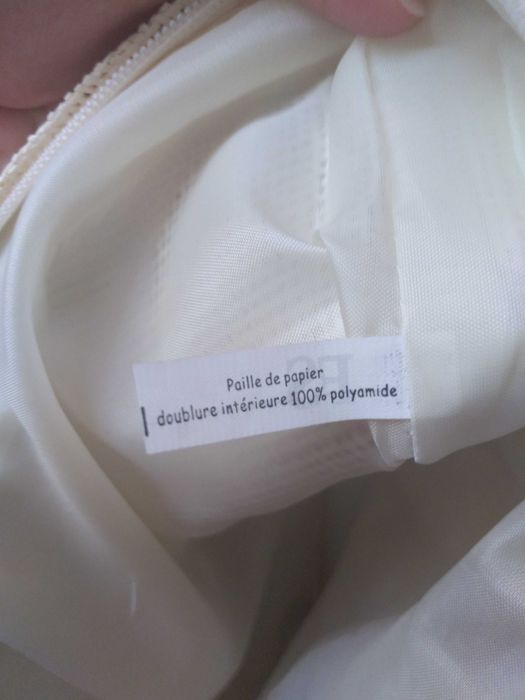 Paille de papier
doublure intérieure 100% polyamide